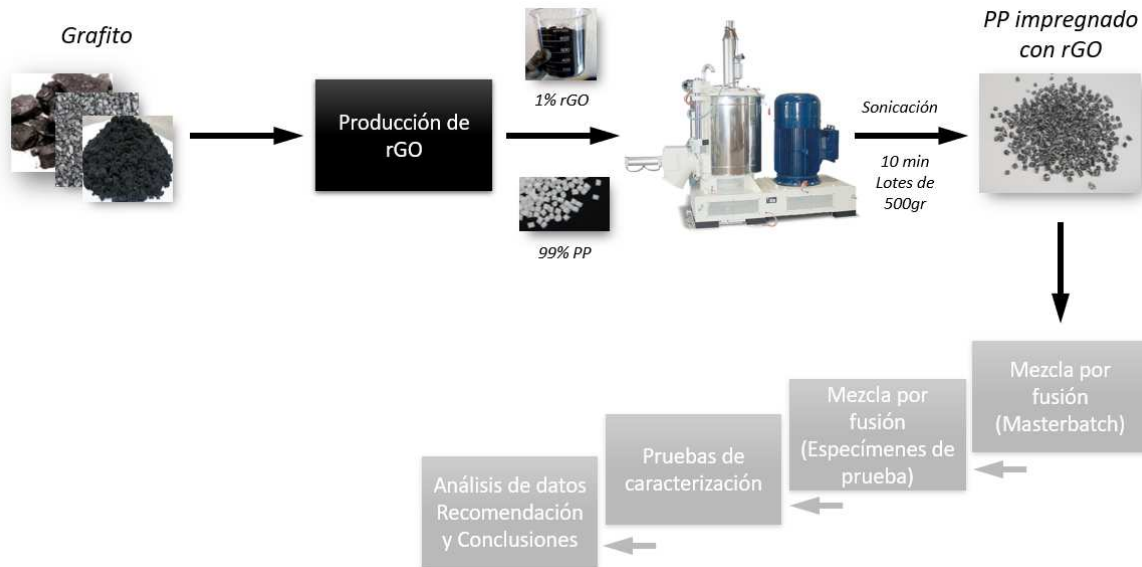 Grafito
Producción de
rGO
1% rGO
99% PP
Sonicación
10 min
Lotes de
500gr
PP impregnado
con rGO
Mezcla por
fusión
(Masterbatch)
Mezcla por
fusión
(Especímenes de
prueba)
Pruebas de
caracterización
Análisis de datos
Recomendación
y Conclusiones